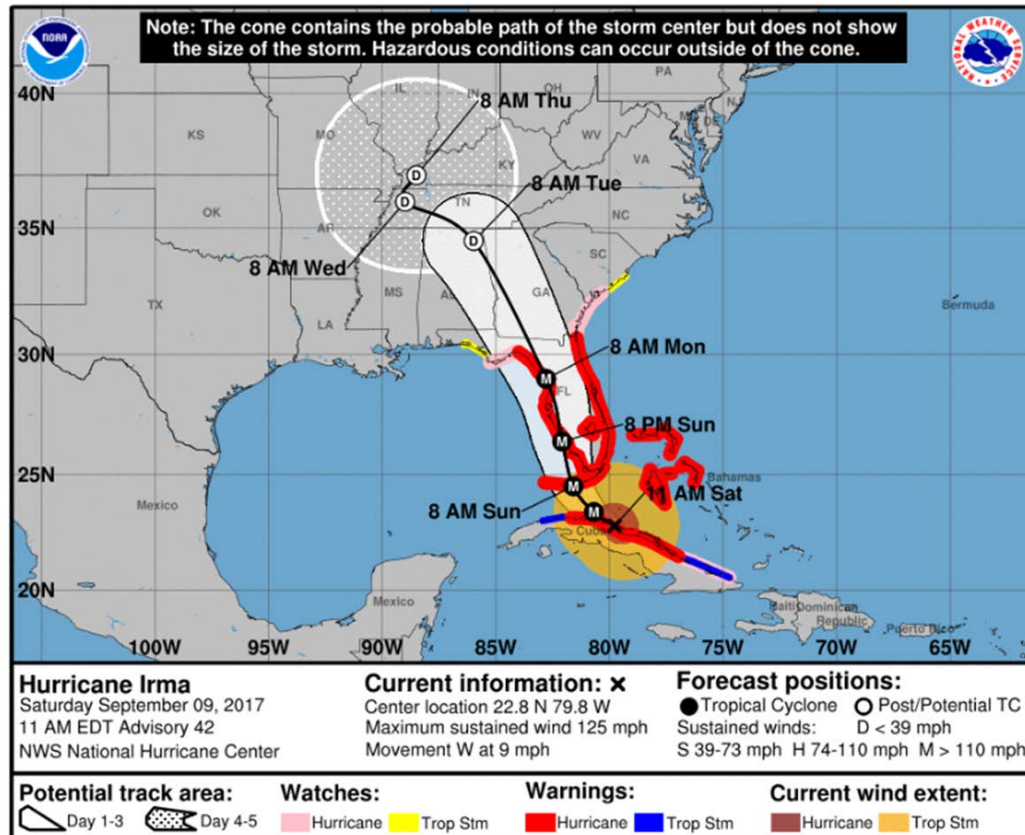 Note: The cone contains the probable path of the storm center but does not show
the size of the storm. Hazardous conditions can occur outside of the cone.
NOAA
NATIONAL WEATHER SERVICE
40N
35N
30N
25N
20N
100W
95W
90W
85W
80W
75W
70W
65W
8 AM Thu
8 AM Tue
8 AM Wed
8 AM Mon
8 PM Sun
11 AM Sat
8 AM Sun
KS
MO
IL
IN
OH
PA
NJ
DE
WV
VA
KY
OK
TN
NC
SC
TX
LA
MS
GA
FL
Bermuda
Bahamas
Mexico
Mexico
Cuba
Haiti
Dominican
Republic
Puerto Rico
Hurricane Irma
Saturday September 09, 2017
11 AM EDT Advisory 42
NWS National Hurricane Center
Current information: ×
Center location 22.8 N 79.8 W
Maximum sustained wind 125 mph
Movement W at 9 mph
Forecast positions:
Tropical Cyclone Post/Potential TC
Sustained winds: D < 39 mph
S 39-73 mph H 74-110 mph M > 110 mph
Potential track area:
Day 1-3 Day 4-5
Watches:
Hurricane Trop Stm
Warnings:
Hurricane Trop Stm
Current wind extent:
Hurricane Trop Stm
D
D
D
M
M
M
M